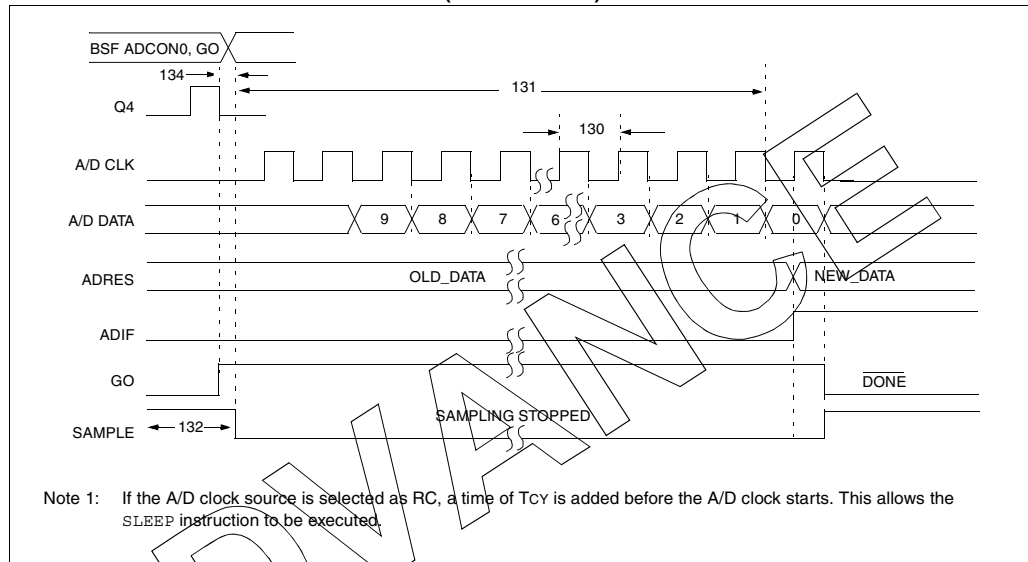 BSF ADCON0, GO
134
131
Q4
130
A/D CLK
A/D DATA
9 8 7 6 3 2 1 0
OLD_DATA
NEW_DATA
ADRES
ADIF
GO
DONE
SAMPLING STOPPED
SAMPLE
132
Note 1: If the A/D clock source is selected as RC, a time of TCY is added before the A/D clock starts. This allows the
SLEEP instruction to be executed.
ADVANCE